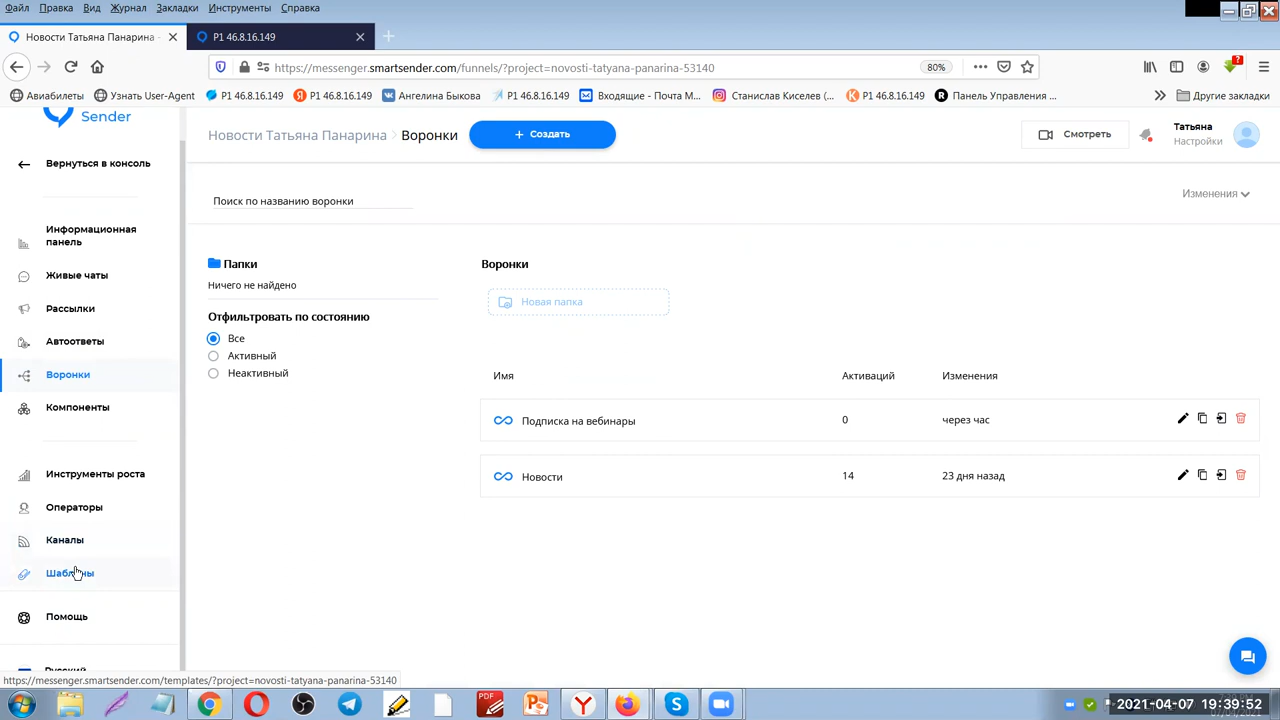 Файл Правка Вид Журнал Закладки Инструменты Справка
Новости Татьяна Панарина -
P1 46.8.16.149
https://messenger.smartsender.com/funnels/?project=novosti-tatyana-panarina-53140
80%
Авиабилеты
Узнать User-Agent
P1 46.8.16.149
P1 46.8.16.149
Ангелина Быкова
P1 46.8.16.149
Входящие - Почта M...
Станислав Киселев (...
P1 46.8.16.149
Панель Управления ...
Другие закладки
Sender
Новости Татьяна Панарина > Воронки
+ Создать
Смотреть
Татьяна
Настройки
Вернуться в консоль
Поиск по названию воронки
Изменения
Информационная
панель
Живые чаты
Рассылки
Автоответы
Воронки
Компоненты
Инструменты роста
Операторы
Каналы
Шаблоны
Помощь
Русский
Папки
Ничего не найдено
Отфильтровать по состоянию
Все
Активный
Неактивный
Воронки
Новая папка
Имя Активаций Изменения
Подписка на вебинары 0 через час
Новости 14 23 дня назад
https://messenger.smartsender.com/templates/?project=novosti-tatyana-panarina-53140
PDF
2021-04-07 19:39:52